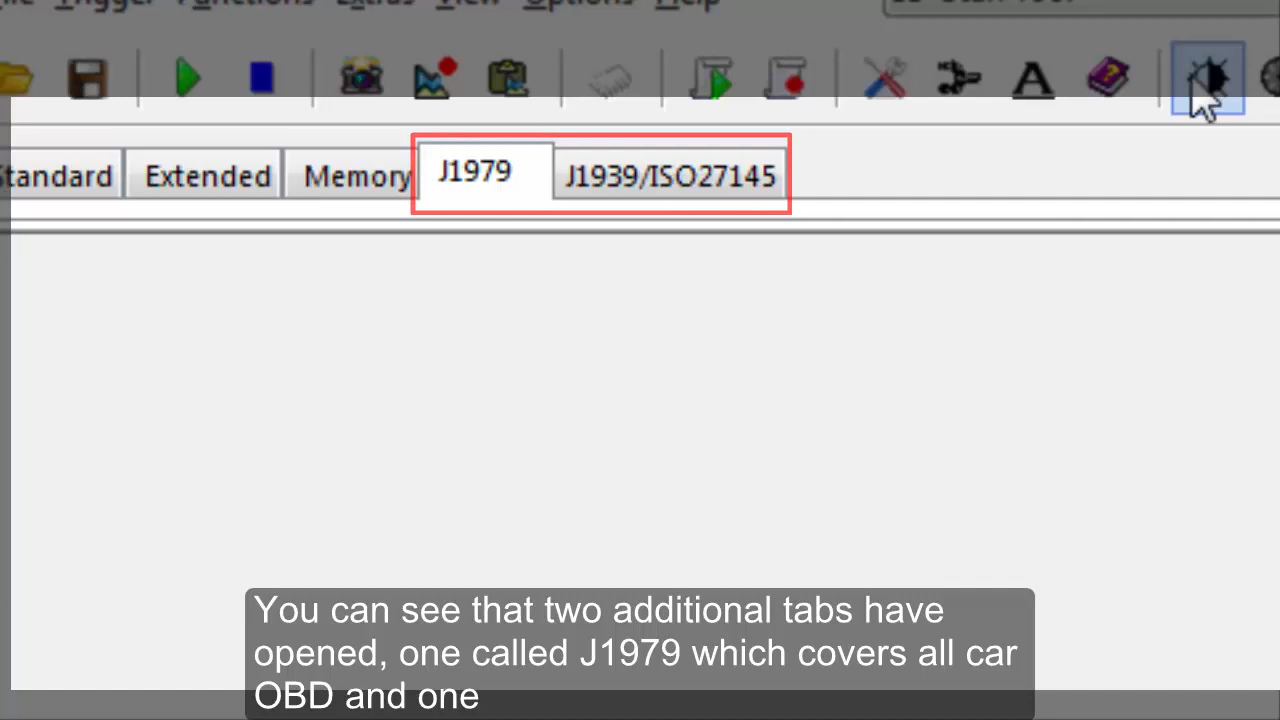 Standard Extended Memory J1979 J1939/ISO27145
You can see that two additional tabs have
opened, one called J1979 which covers all car
OBD and one